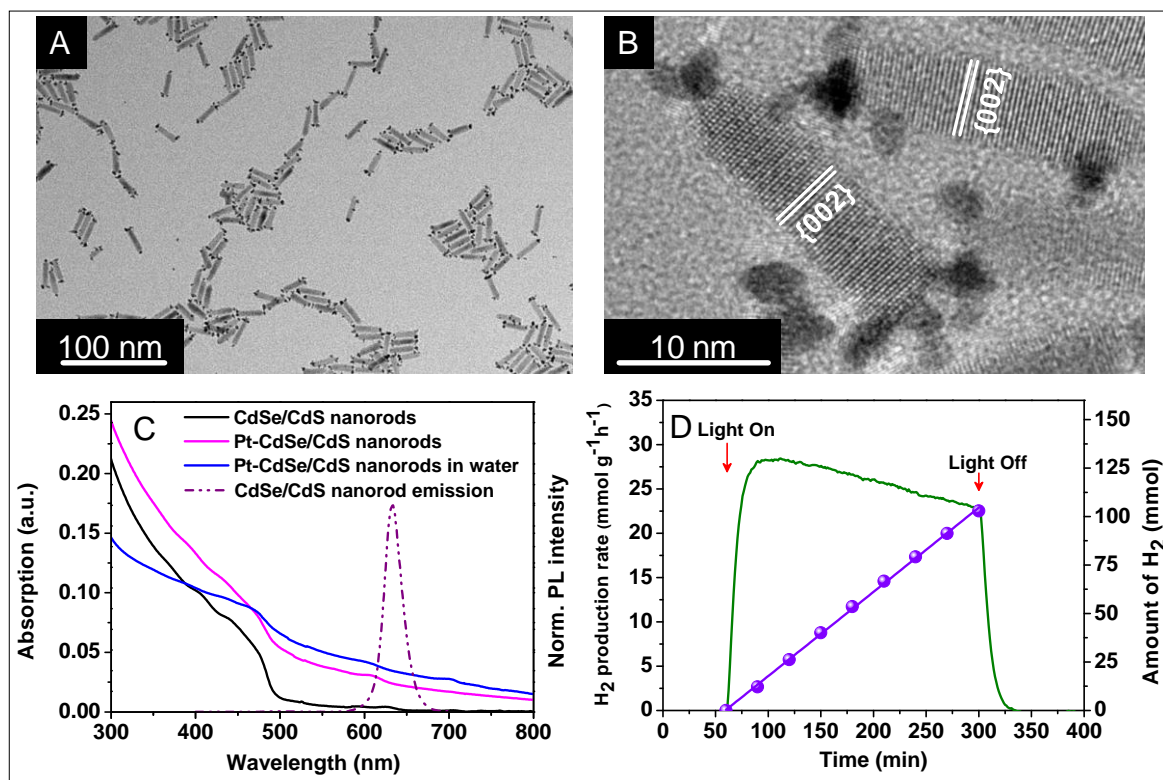 A
100 nm
B
{002}
{002}
10 nm
C
CdSe/CdS nanorods
Pt-CdSe/CdS nanorods
Pt-CdSe/CdS nanorods in water
CdSe/CdS nanorod emission
0.25
0.20
0.15
0.10
0.05
0.00
Absorption (a.u.)
Norm. PL intensity
300 400 500 600 700 800
Wavelength (nm)
D
Light On
Light Off
35
30
25
20
15
10
5
0
H₂ production rate (mmol g⁻¹h⁻¹)
150
125
100
75
50
25
0
Amount of H₂ (mmol)
0 50 100 150 200 250 300 350 400
Time (min)